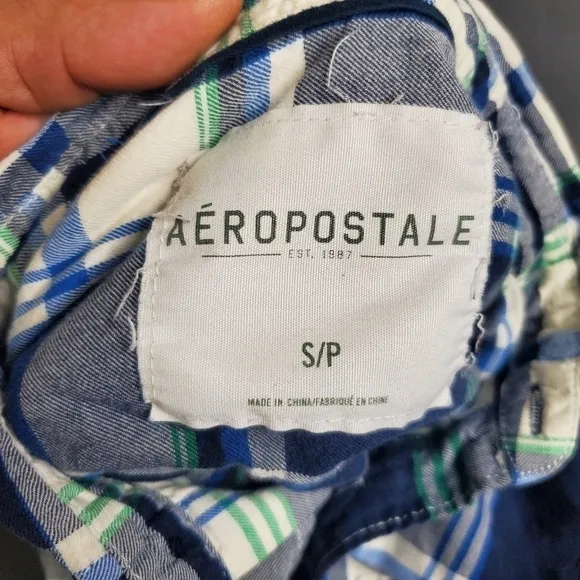 AÉROPOSTALE
EST. 1987
S/P
MADE IN CHINA/FABRIQUÉ EN CHINE